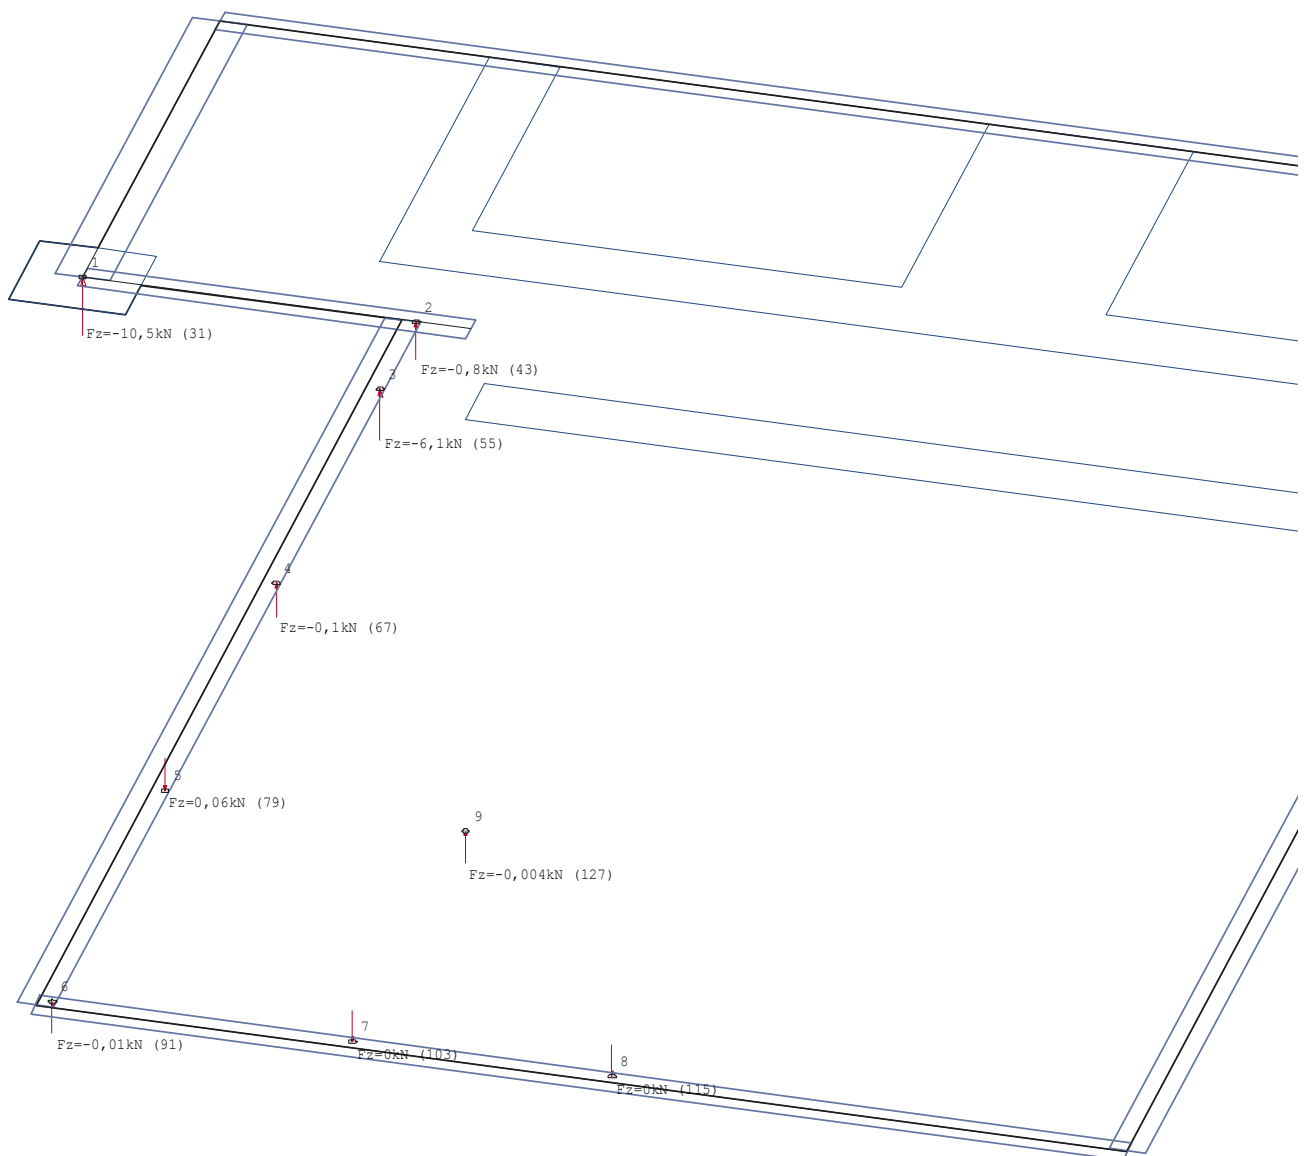 1
Fz=-10,5kN (31)
2
Fz=-0,8kN (43)
3
Fz=-6,1kN (55)
4
Fz=-0,1kN (67)
5
Fz=0,06kN (79)
9
Fz=-0,004kN (127)
6
Fz=-0,01kN (91)
7
Fz=0kN (103)
8
Fz=0kN (115)